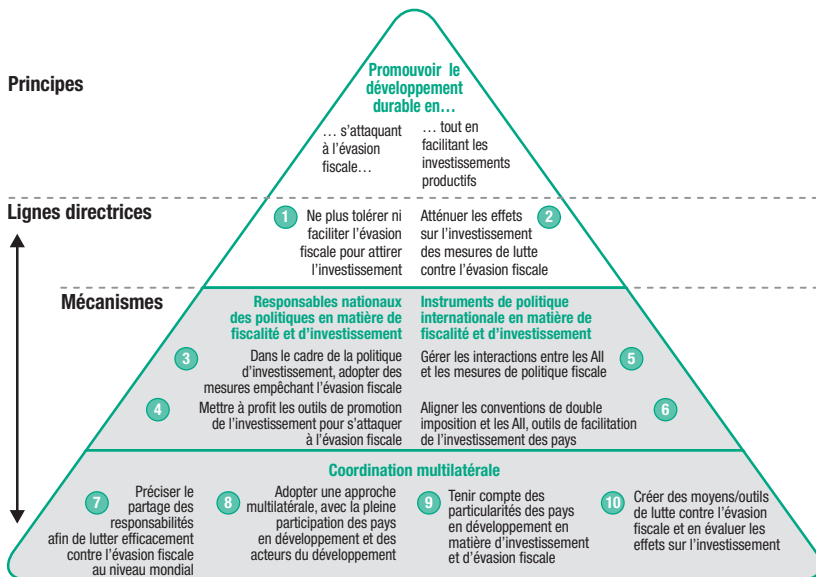 Principes
Promouvoir le
développement
durable en…
… s’attaquant
à l’évasion
fiscale…
… tout en
facilitant les
investissements
productifs
Lignes directrices
1
Ne plus tolérer ni
faciliter l’évasion
fiscale pour attirer
l’investissement
Atténuer les effets
sur l’investissement
des mesures de lutte
contre l’évasion fiscale
2
Mécanismes
Responsables nationaux
des politiques en matière de
fiscalité et d’investissement
Instruments de politique
internationale en matière de
fiscalité et d’investissement
3
Dans le cadre de la politique
d’investissement, adopter des
mesures empêchant l’évasion fiscale
Gérer les interactions entre les AII
et les mesures de politique fiscale
5
4
Mettre à profit les outils de promotion
de l’investissement pour s’attaquer
à l’évasion fiscale
Aligner les conventions de double
imposition et les AII, outils de facilitation
de l’investissement des pays
6
Coordination multilatérale
7
Préciser le
partage des
responsabilités
afin de lutter efficacement
contre l’évasion fiscale
au niveau mondial
8
Adopter une approche
multilatérale, avec la pleine
participation des pays
en développement et des
acteurs du développement
9
Tenir compte des
particularités des pays
en développement en
matière d’investissement
et d’évasion fiscale
10
Créer des moyens/outils
de lutte contre l’évasion
fiscale et en évaluer les
effets sur l’investissement